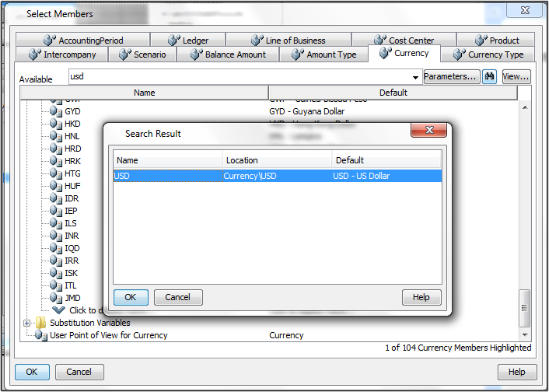 Select Members
AccountingPeriod Ledger Line of Business Cost Center Product
Intercompany Scenario Balance Amount Amount Type Currency Currency Type
Available usd Parameters... View...
Name Default
GYD GYD - Guyana Dollar
HKD
HNL
HRD
HRK
HTG
HUF
IDR
IEP
ILS
INR
IQD
IRR
ISK
ITL
JMD
Click to
Substitution Variables
User Point of View for Currency Currency
1 of 104 Currency Members Highlighted
OK Cancel Help
Search Result
Name Location Default
USD Currency\USD USD - US Dollar
OK Cancel Help